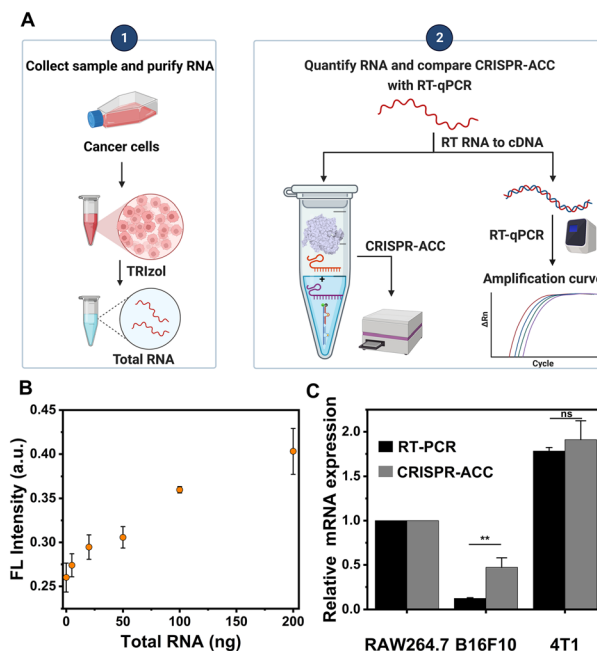 A
1
Collect sample and purify RNA
Cancer cells
TRIzol
Total RNA
2
Quantify RNA and compare CRISPR-ACC
with RT-qPCR
RT RNA to cDNA
CRISPR-ACC
+
RT-qPCR
Amplification curve
ΔRn
Cycle
B
FL Intensity (a.u.)
0.45
0.40
0.35
0.30
0.25
0
50
100
150
200
Total RNA (ng)
C
Relative mRNA expression
2.0
1.5
1.0
0.5
0.0
RT-PCR
CRISPR-ACC
**
ns
RAW264.7 B16F10 4T1